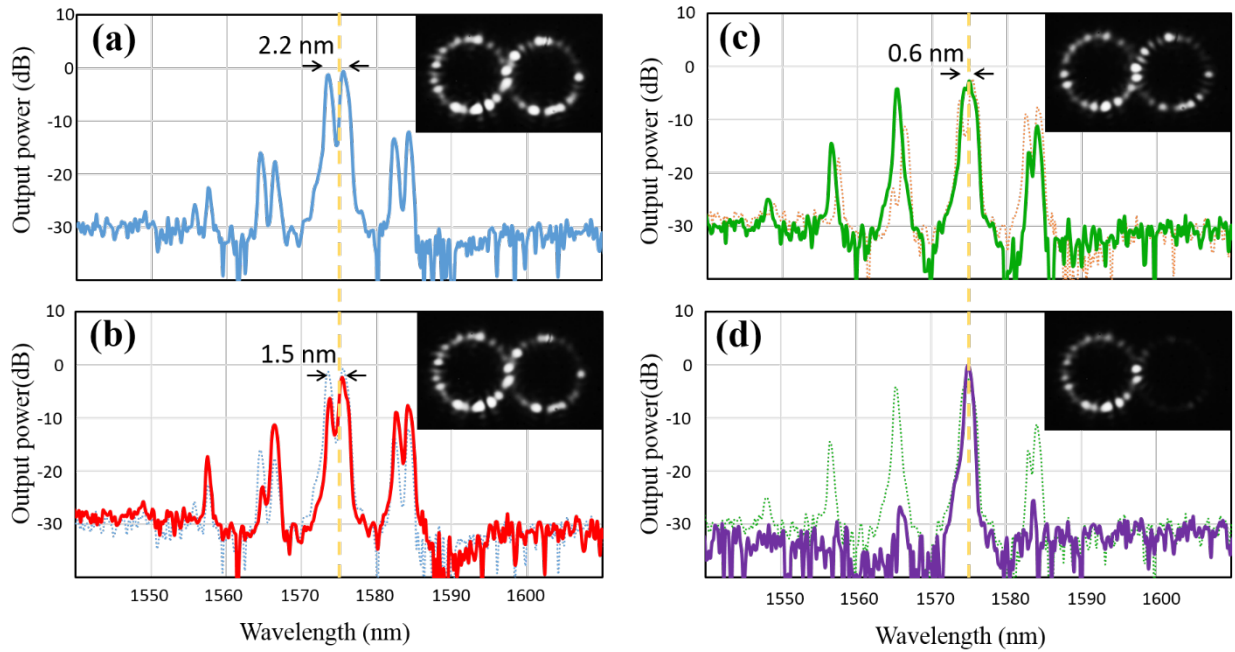 (a)
2.2 nm
Output power (dB)
10
0
-10
-20
-30
(c)
0.6 nm
Output power (dB)
10
0
-10
-20
-30
(b)
1.5 nm
Output power(dB)
10
0
-10
-20
-30
1550 1560 1570 1580 1590 1600
Wavelength (nm)
(d)
Output power(dB)
10
0
-10
-20
-30
1550 1560 1570 1580 1590 1600
Wavelength (nm)